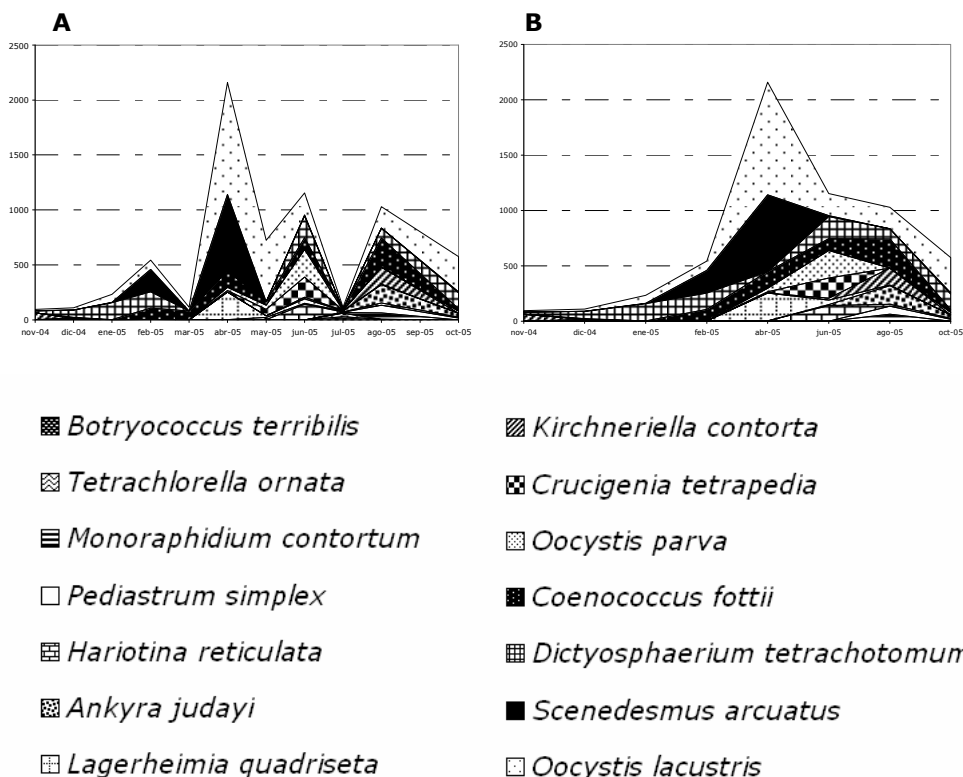 A B
2500
2000
1500
1000
500
0
nov-04 dic-04 ene-05 feb-05 mar-05 abr-05 may-05 jun-05 jul-05 ago-05 sep-05 oct-05
2500
2000
1500
1000
500
0
nov-04 dic-04 ene-05 feb-05 abr-05 jun-05 ago-05 oct-05
Botryococcus terribilis
Tetrachlorella ornata
Monoraphidium contortum
Pediastrum simplex
Hariotina reticulata
Ankyra judayi
Lagerheimia quadriseta
Kirchneriella contorta
Crucigenia tetrapedia
Oocystis parva
Coenococcus fottii
Dictyosphaerium tetrachotomum
Scenedesmus arcuatus
Oocystis lacustris